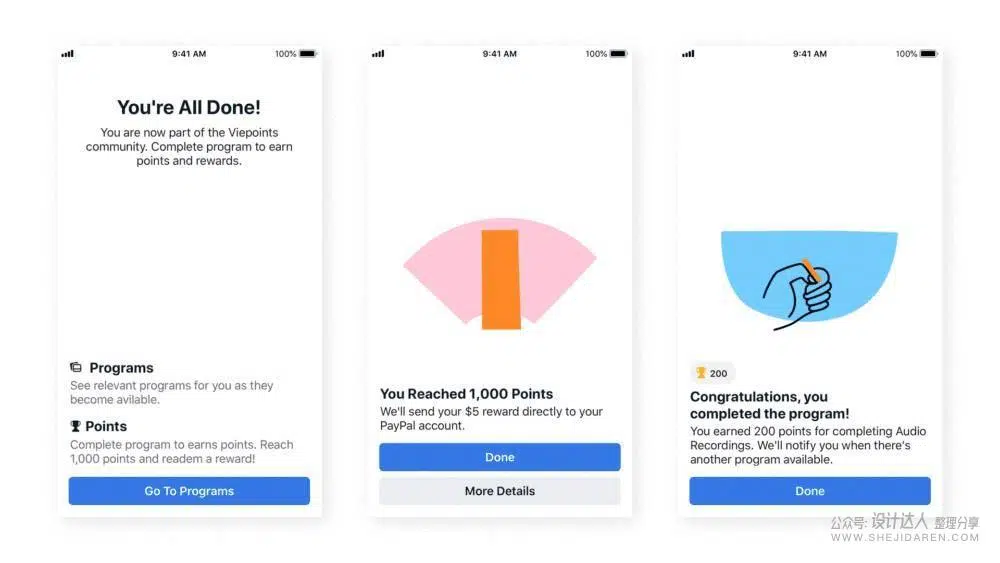 9:41 AM
100%
You're All Done!
You are now part of the Viepoints
community. Complete program to earn
points and rewards.
Programs
See relevant programs for you as they
become avilable.
Points
Complete program to earns points. Reach
1,000 points and readem a reward!
Go To Programs
9:41 AM
100%
You Reached 1,000 Points
We'll send your $5 reward directly to your
PayPal account.
Done
More Details
9:41 AM
100%
200
Congratulations, you
completed the program!
You earned 200 points for completing Audio
Recordings. We'll notify you when there's
another program available.
Done
公众号: 设计达人 整理分享
WWW.SHEJIDAREN.COM